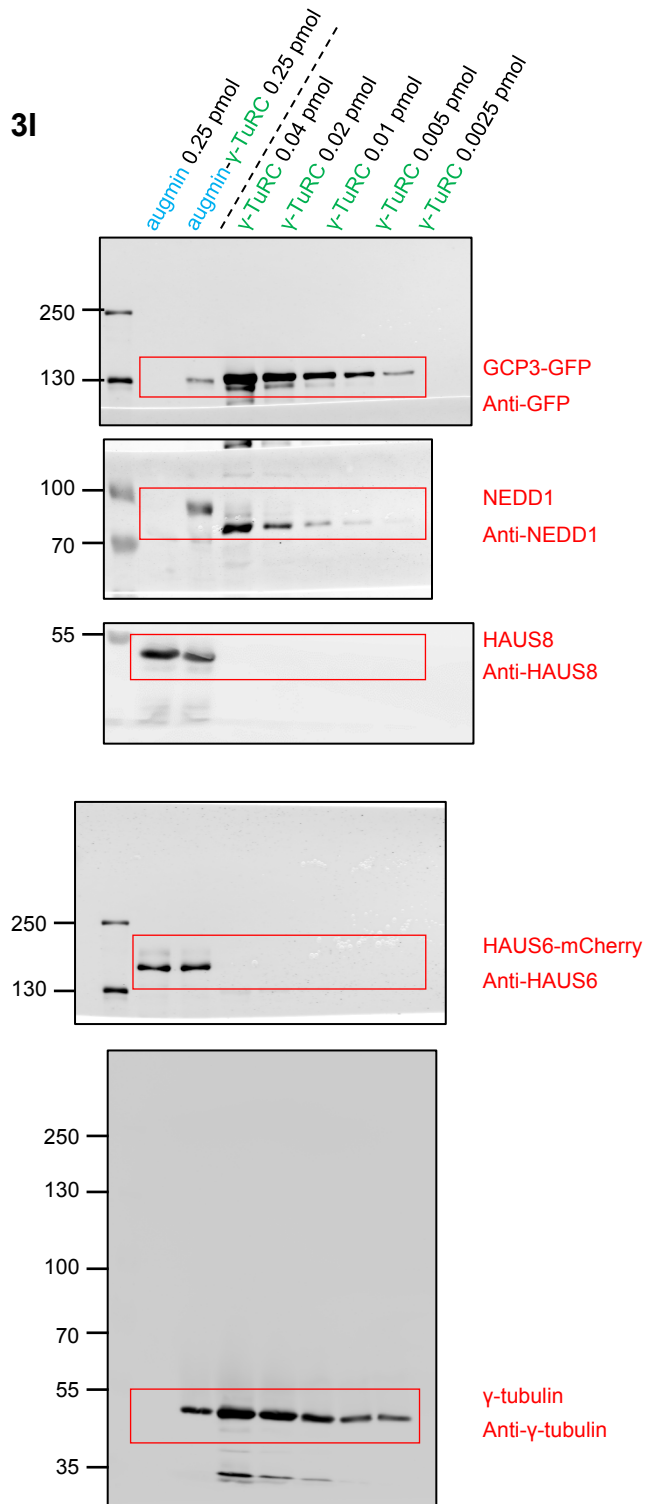 3I
augmin 0.25 pmol
augmin-γ-TuRC 0.25 pmol
γ-TuRC 0.04 pmol
γ-TuRC 0.02 pmol
γ-TuRC 0.01 pmol
γ-TuRC 0.005 pmol
γ-TuRC 0.0025 pmol
250
130
GCP3-GFP
Anti-GFP
100
70
NEDD1
Anti-NEDD1
55
HAUS8
Anti-HAUS8
250
130
HAUS6-mCherry
Anti-HAUS6
250
130
100
70
55
35
γ-tubulin
Anti-γ-tubulin